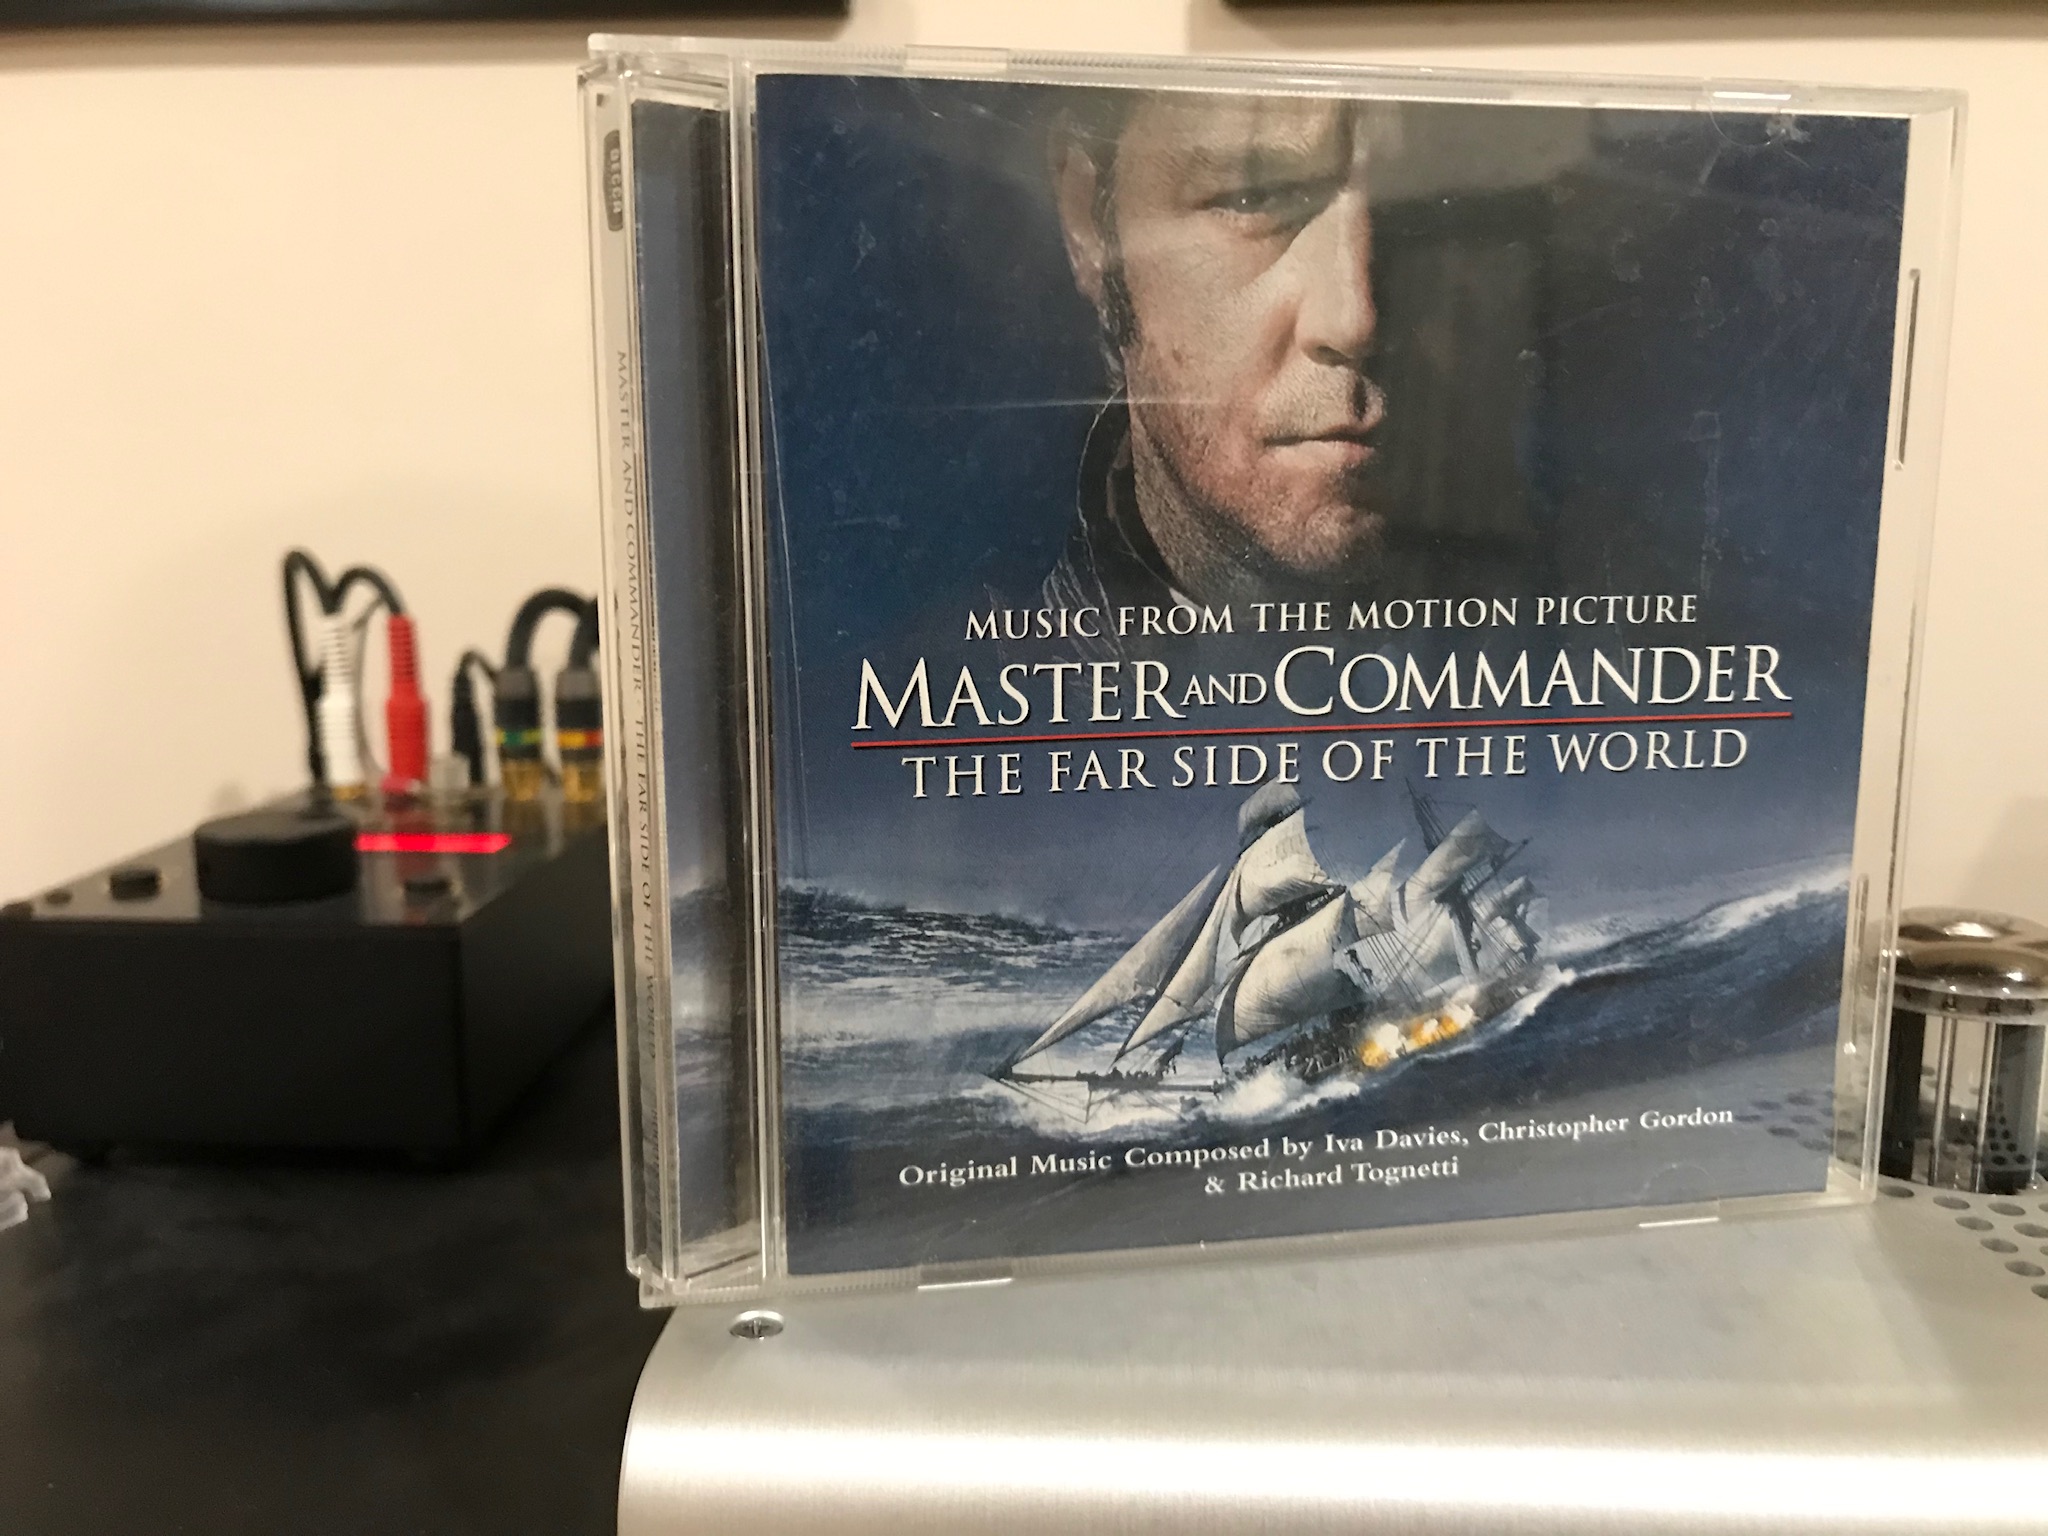 DECCA
MASTER AND COMMANDER - THE FAR SIDE OF THE WORLD
MUSIC FROM THE MOTION PICTURE
MASTER AND COMMANDER
THE FAR SIDE OF THE WORLD
Original Music Composed by Iva Davies, Christopher Gordon
& Richard Tognetti